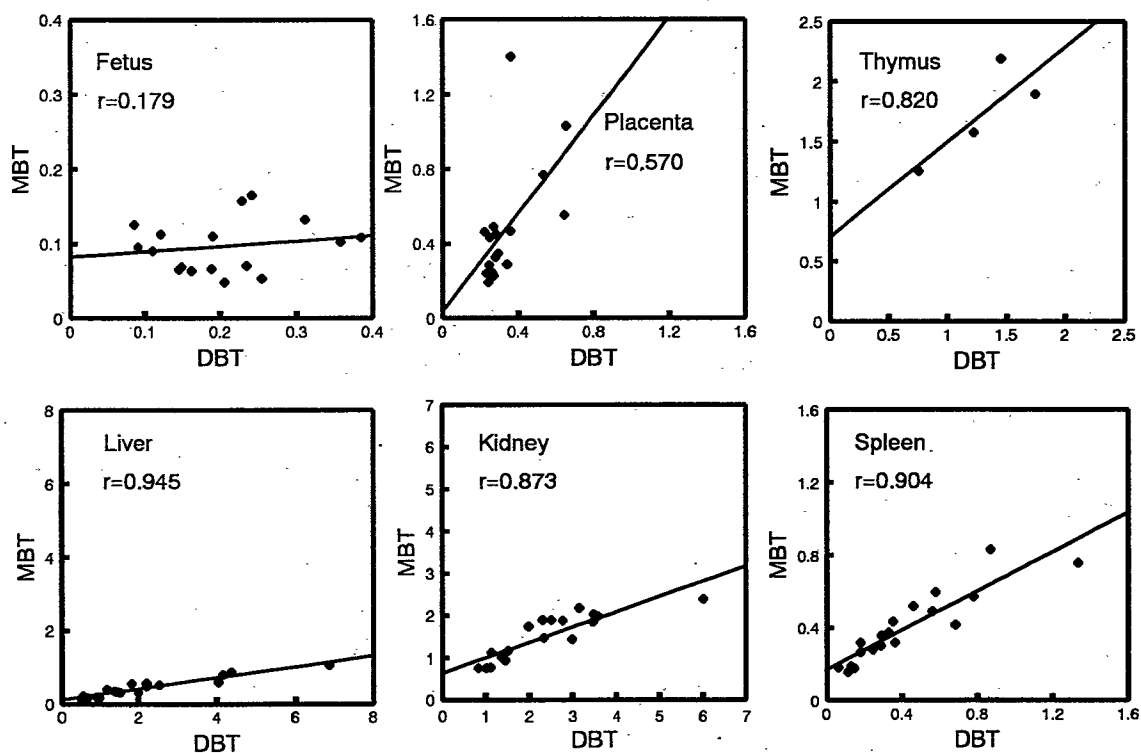 Fetus
r=0.179
MBT
0.4
0.3
0.2
0.1
0
0
0.1
0.2
0.3
0.4
DBT
Placenta
r=0.570
MBT
1.6
1.2
0.8
0.4
0
0
0.4
0.8
1.2
1.6
DBT
Thymus
r=0.820
MBT
2.5
2
1.5
1
0.5
0
0
0.5
1
1.5
2
2.5
DBT
Liver
r=0.945
MBT
8
6
4
2
0
0
2
4
6
8
DBT
Kidney
r=0.873
MBT
7
6
5
4
3
2
1
0
0
1
2
3
4
5
6
7
DBT
Spleen
r=0.904
MBT
1.6
1.2
0.8
0.4
0
0
0.4
0.8
1.2
1.6
DBT